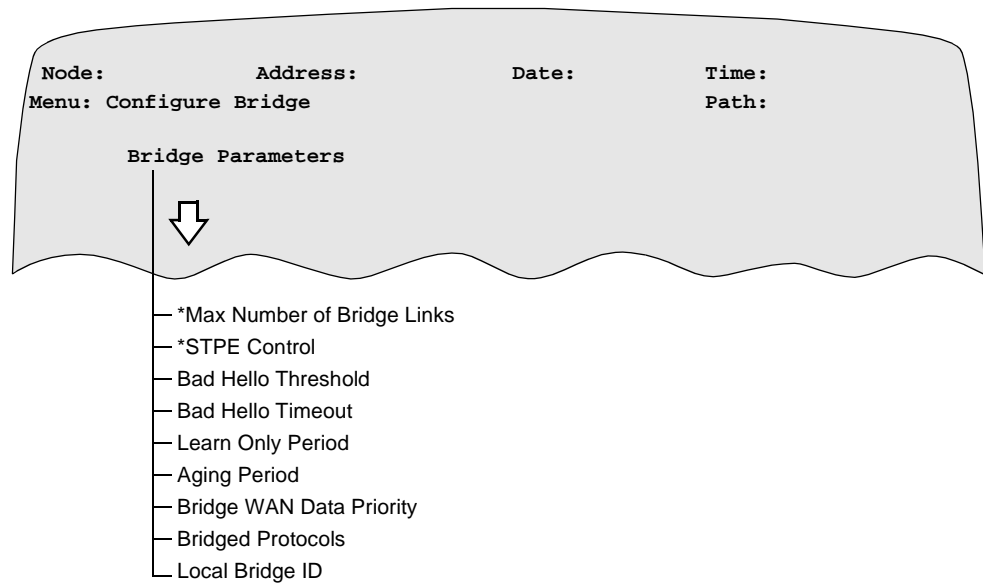 Node: Address: Date: Time:
Menu: Configure Bridge Path:
Bridge Parameters
*Max Number of Bridge Links
*STPE Control
Bad Hello Threshold
Bad Hello Timeout
Learn Only Period
Aging Period
Bridge WAN Data Priority
Bridged Protocols
Local Bridge ID